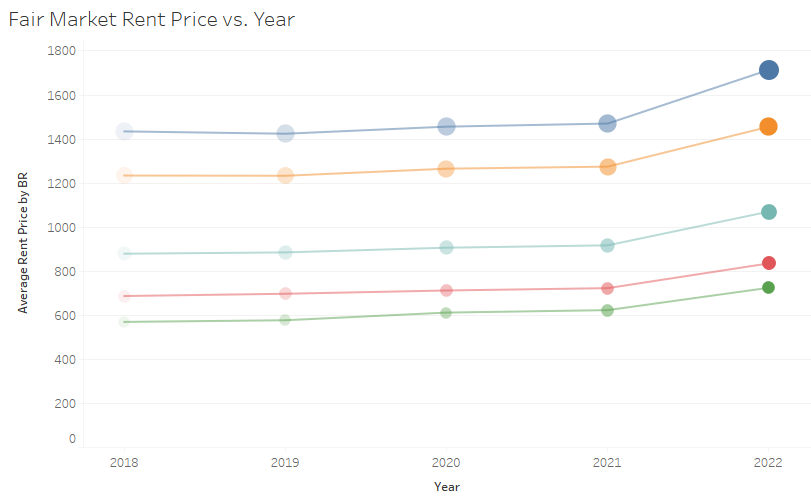 Fair Market Rent Price vs. Year
Average Rent Price by BR
1800
1600
1400
1200
1000
800
600
400
200
0
2018 2019 2020 2021 2022
Year